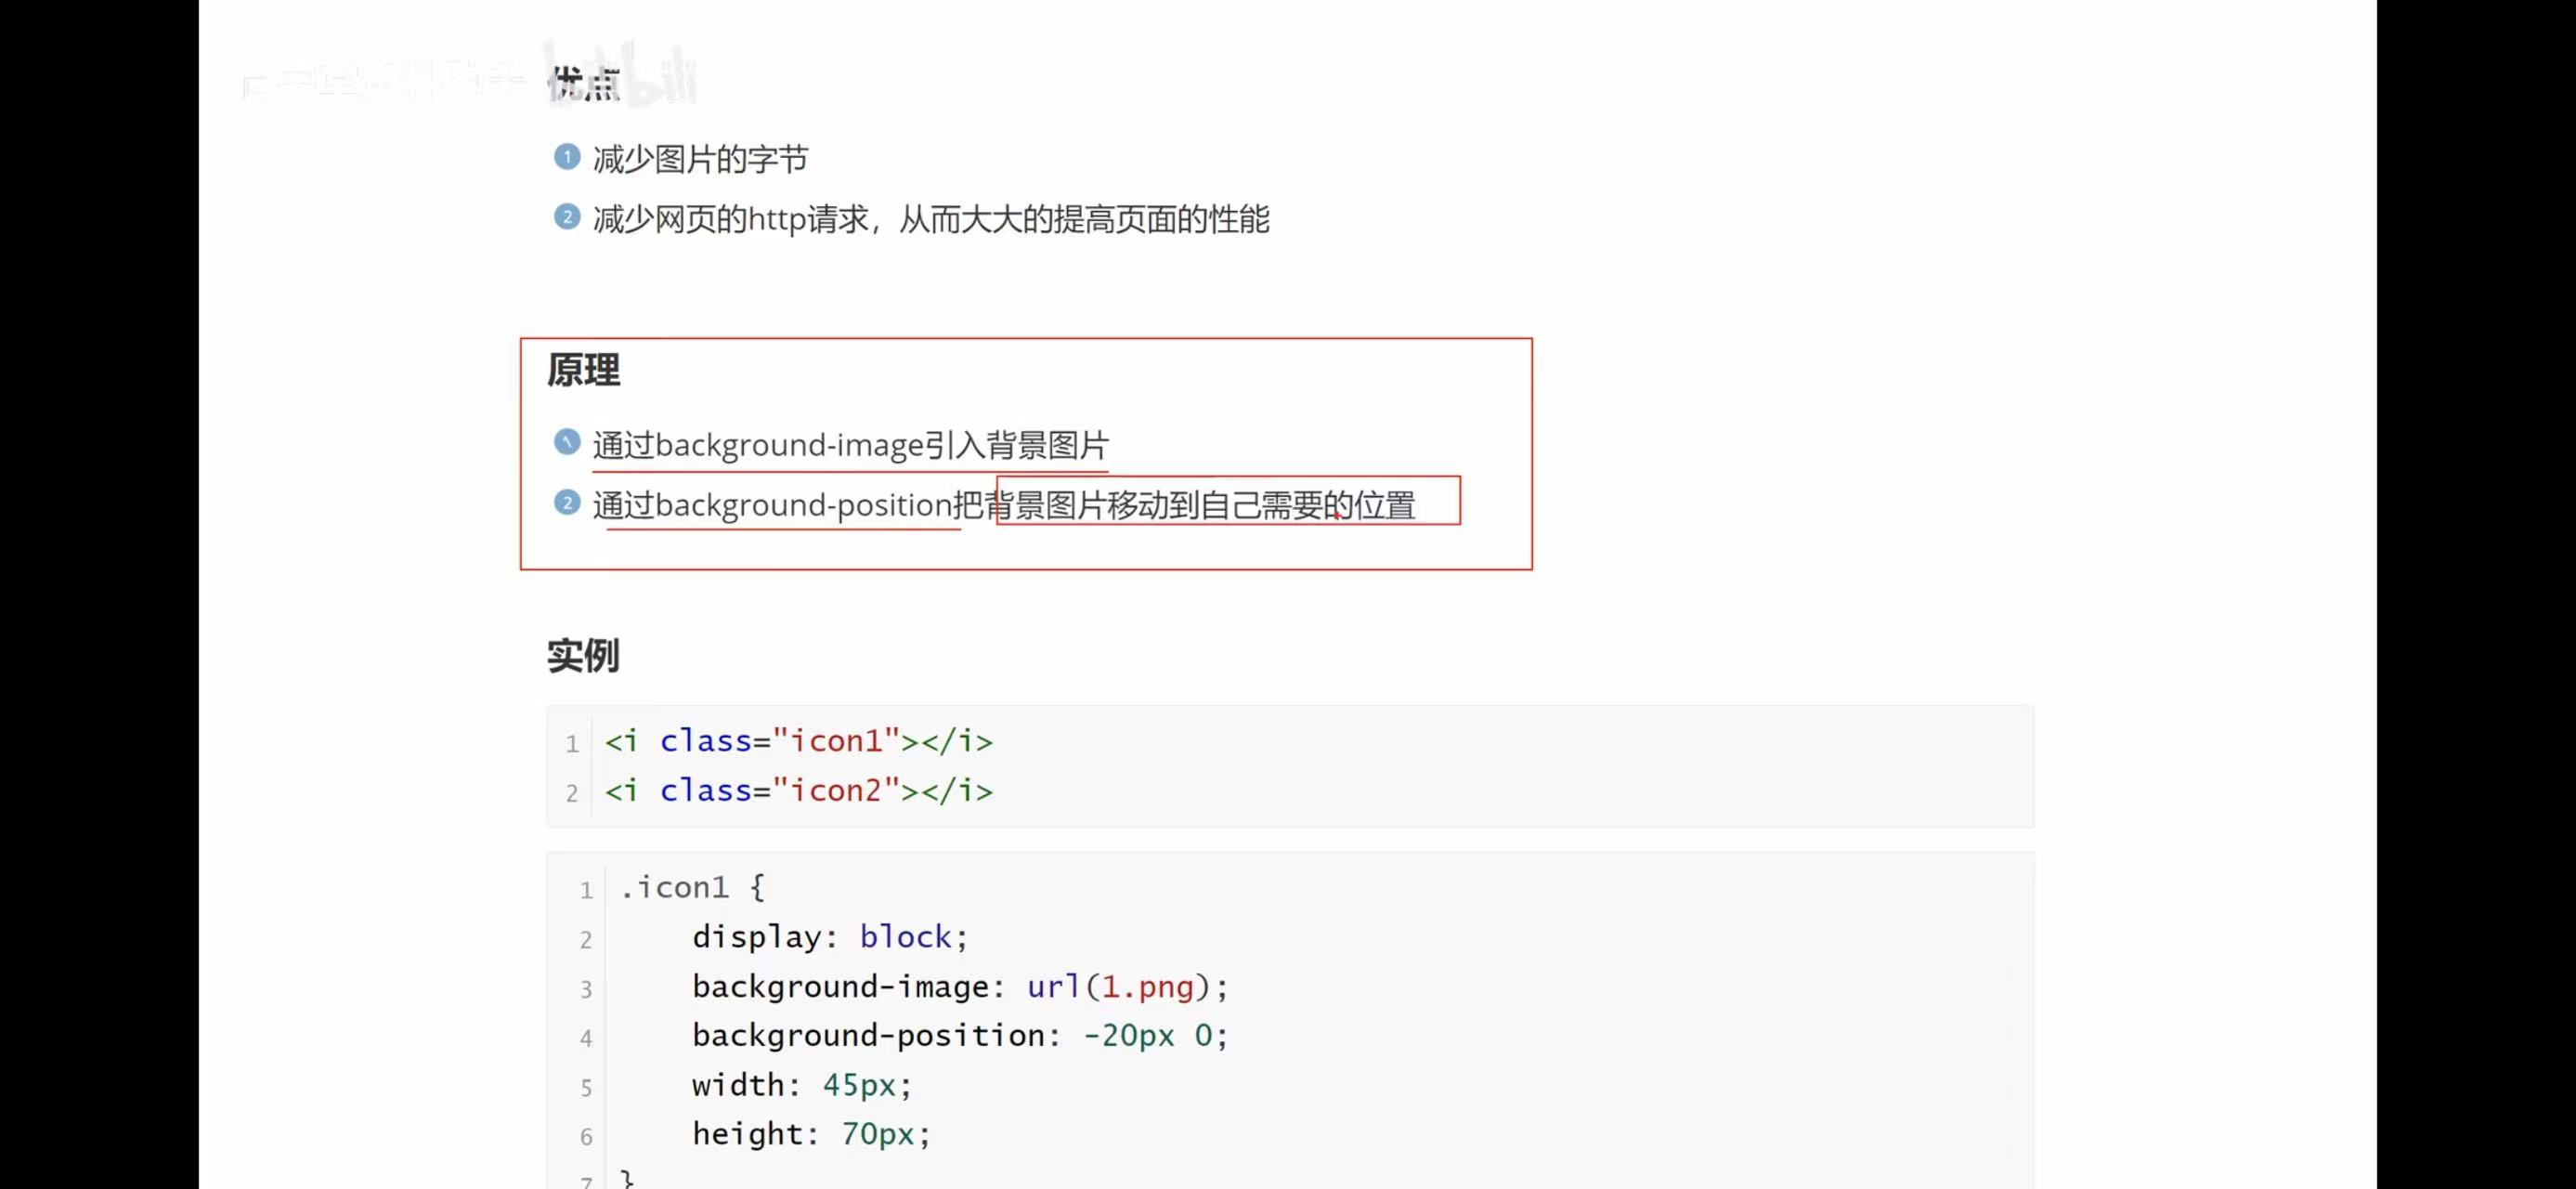 优点
1 减少图片的字节
2 减少网页的http请求，从而大大的提高页面的性能
原理
1 通过background-image引入背景图片
2 通过background-position把背景图片移动到自己需要的位置
实例
1 <i class="icon1"></i>
2 <i class="icon2"></i>
1 .icon1 {
2 display: block;
3 background-image: url(1.png);
4 background-position: -20px 0;
5 width: 45px;
6 height: 70px;
7 }